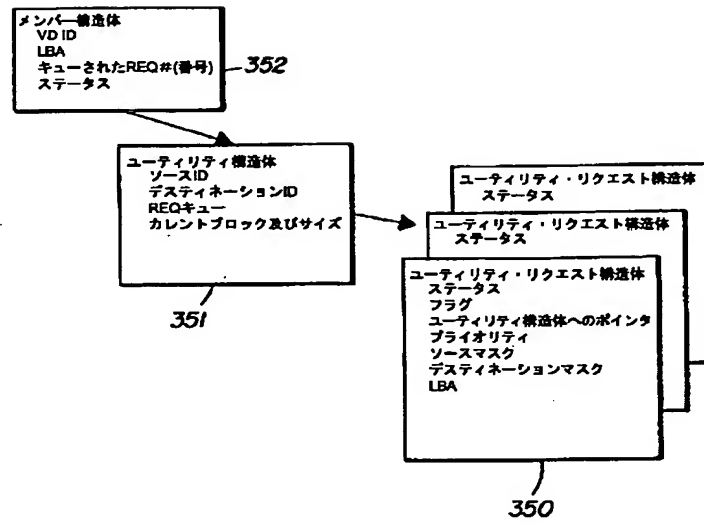 メンバー構造体
VD ID
LBA
キューされたREQ#(番号)
ステータス
352
ユーティリティ構造体
ソースID
デスティネーションID
REQキュー
カレントブロック及びサイズ
351
ユーティリティ・リクエスト構造体
ステータス
ユーティリティ・リクエスト構造体
ステータス
ユーティリティ・リクエスト構造体
ステータス
フラグ
ユーティリティ構造体へのポインタ
プライオリティ
ソースマスク
デスティネーションマスク
LBA
350